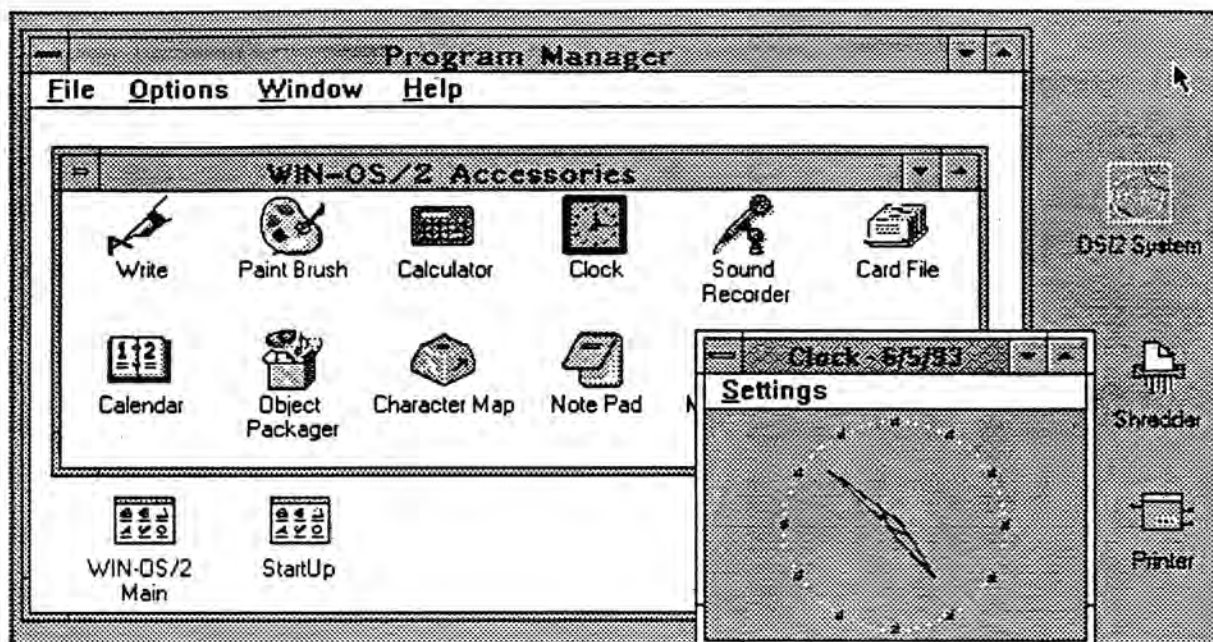 Program Manager
File Options Window Help
WIN-OS/2 Accessories
Write Paint Brush Calculator Clock Sound Recorder Card File
OS/2 System
Calendar Object Packager Character Map Note Pad M
Clock - 6/5/93
Settings
Shredder
WIN-OS/2 Main StartUp
Printer